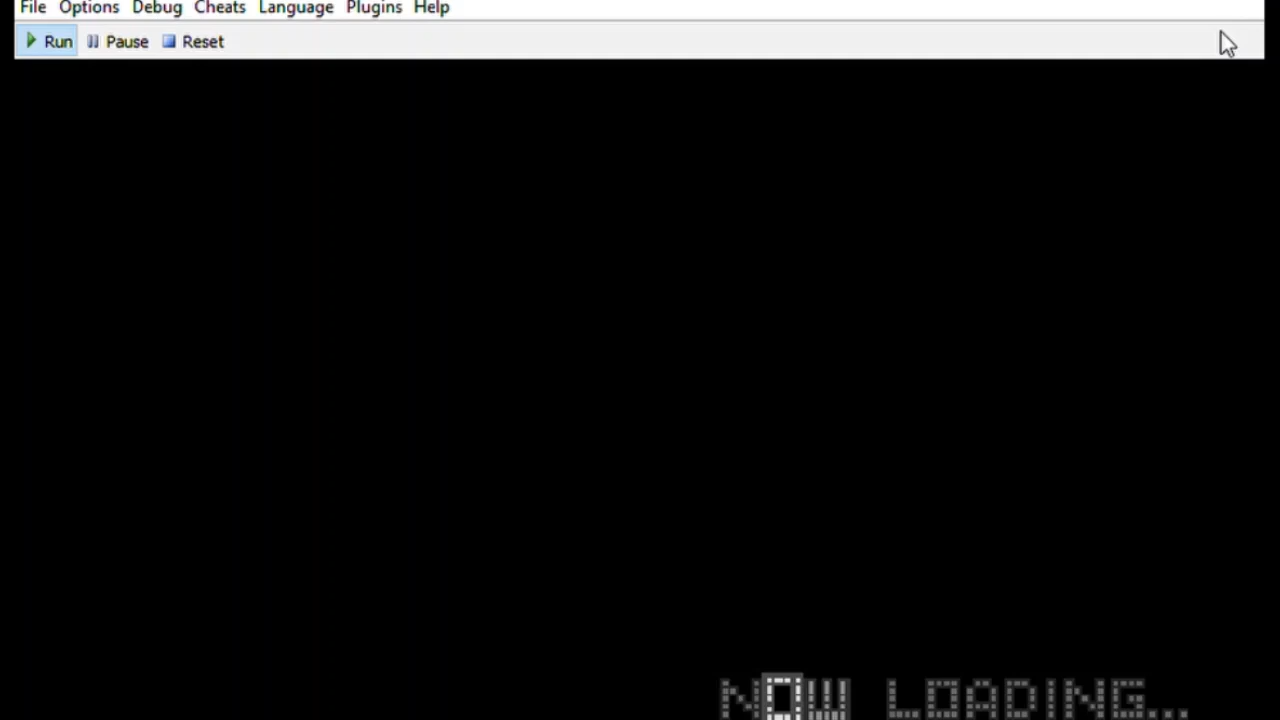 File Options Debug Cheats Language Plugins Help
Run Pause Reset
NOW LOADING...